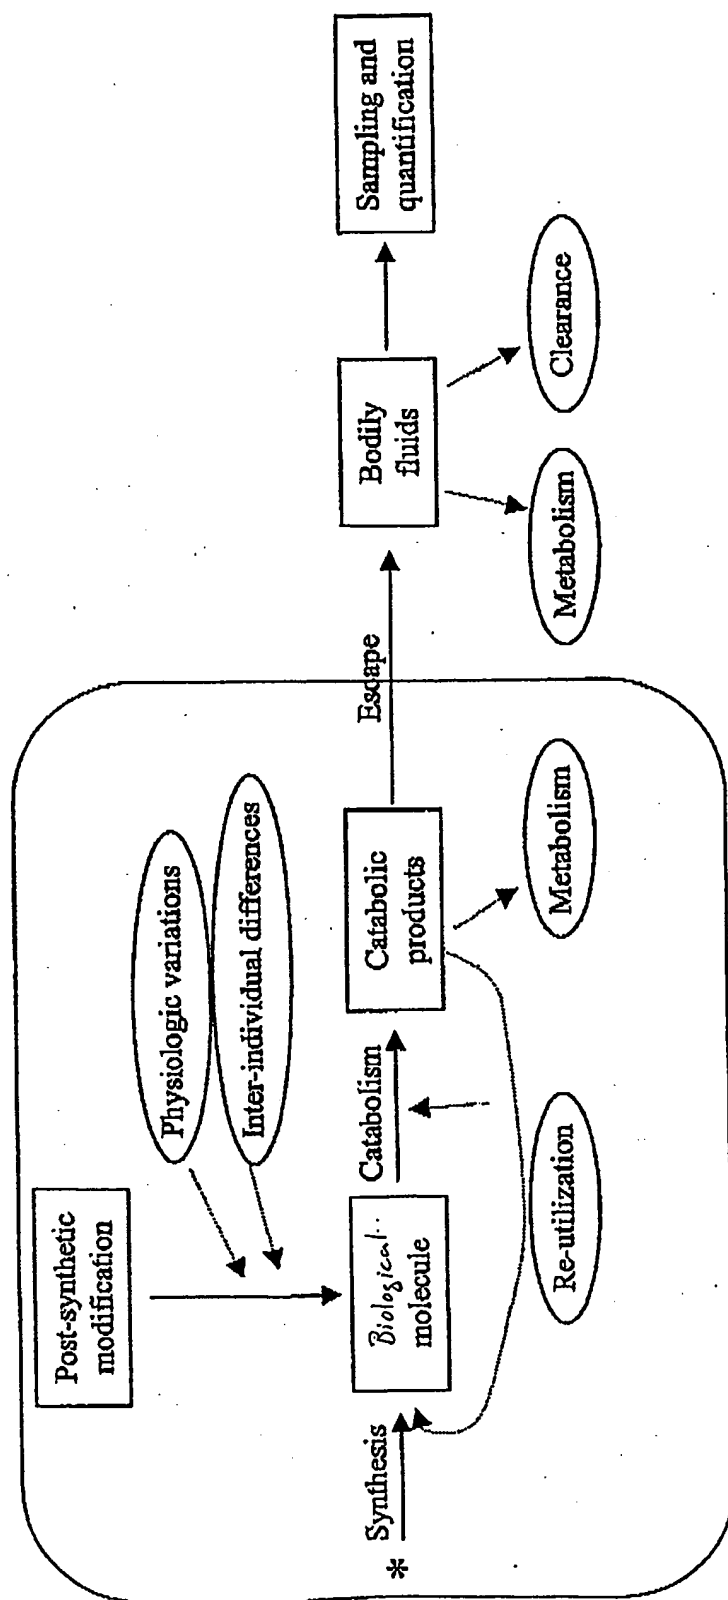 Post-synthetic
modification
Physiologic variations
Inter-individual differences
*
Synthesis
Biological
molecule
Catabolism
Catabolic
products
Escape
Bodily
fluids
Sampling and
quantification
Re-utilization
Metabolism
Metabolism
Clearance